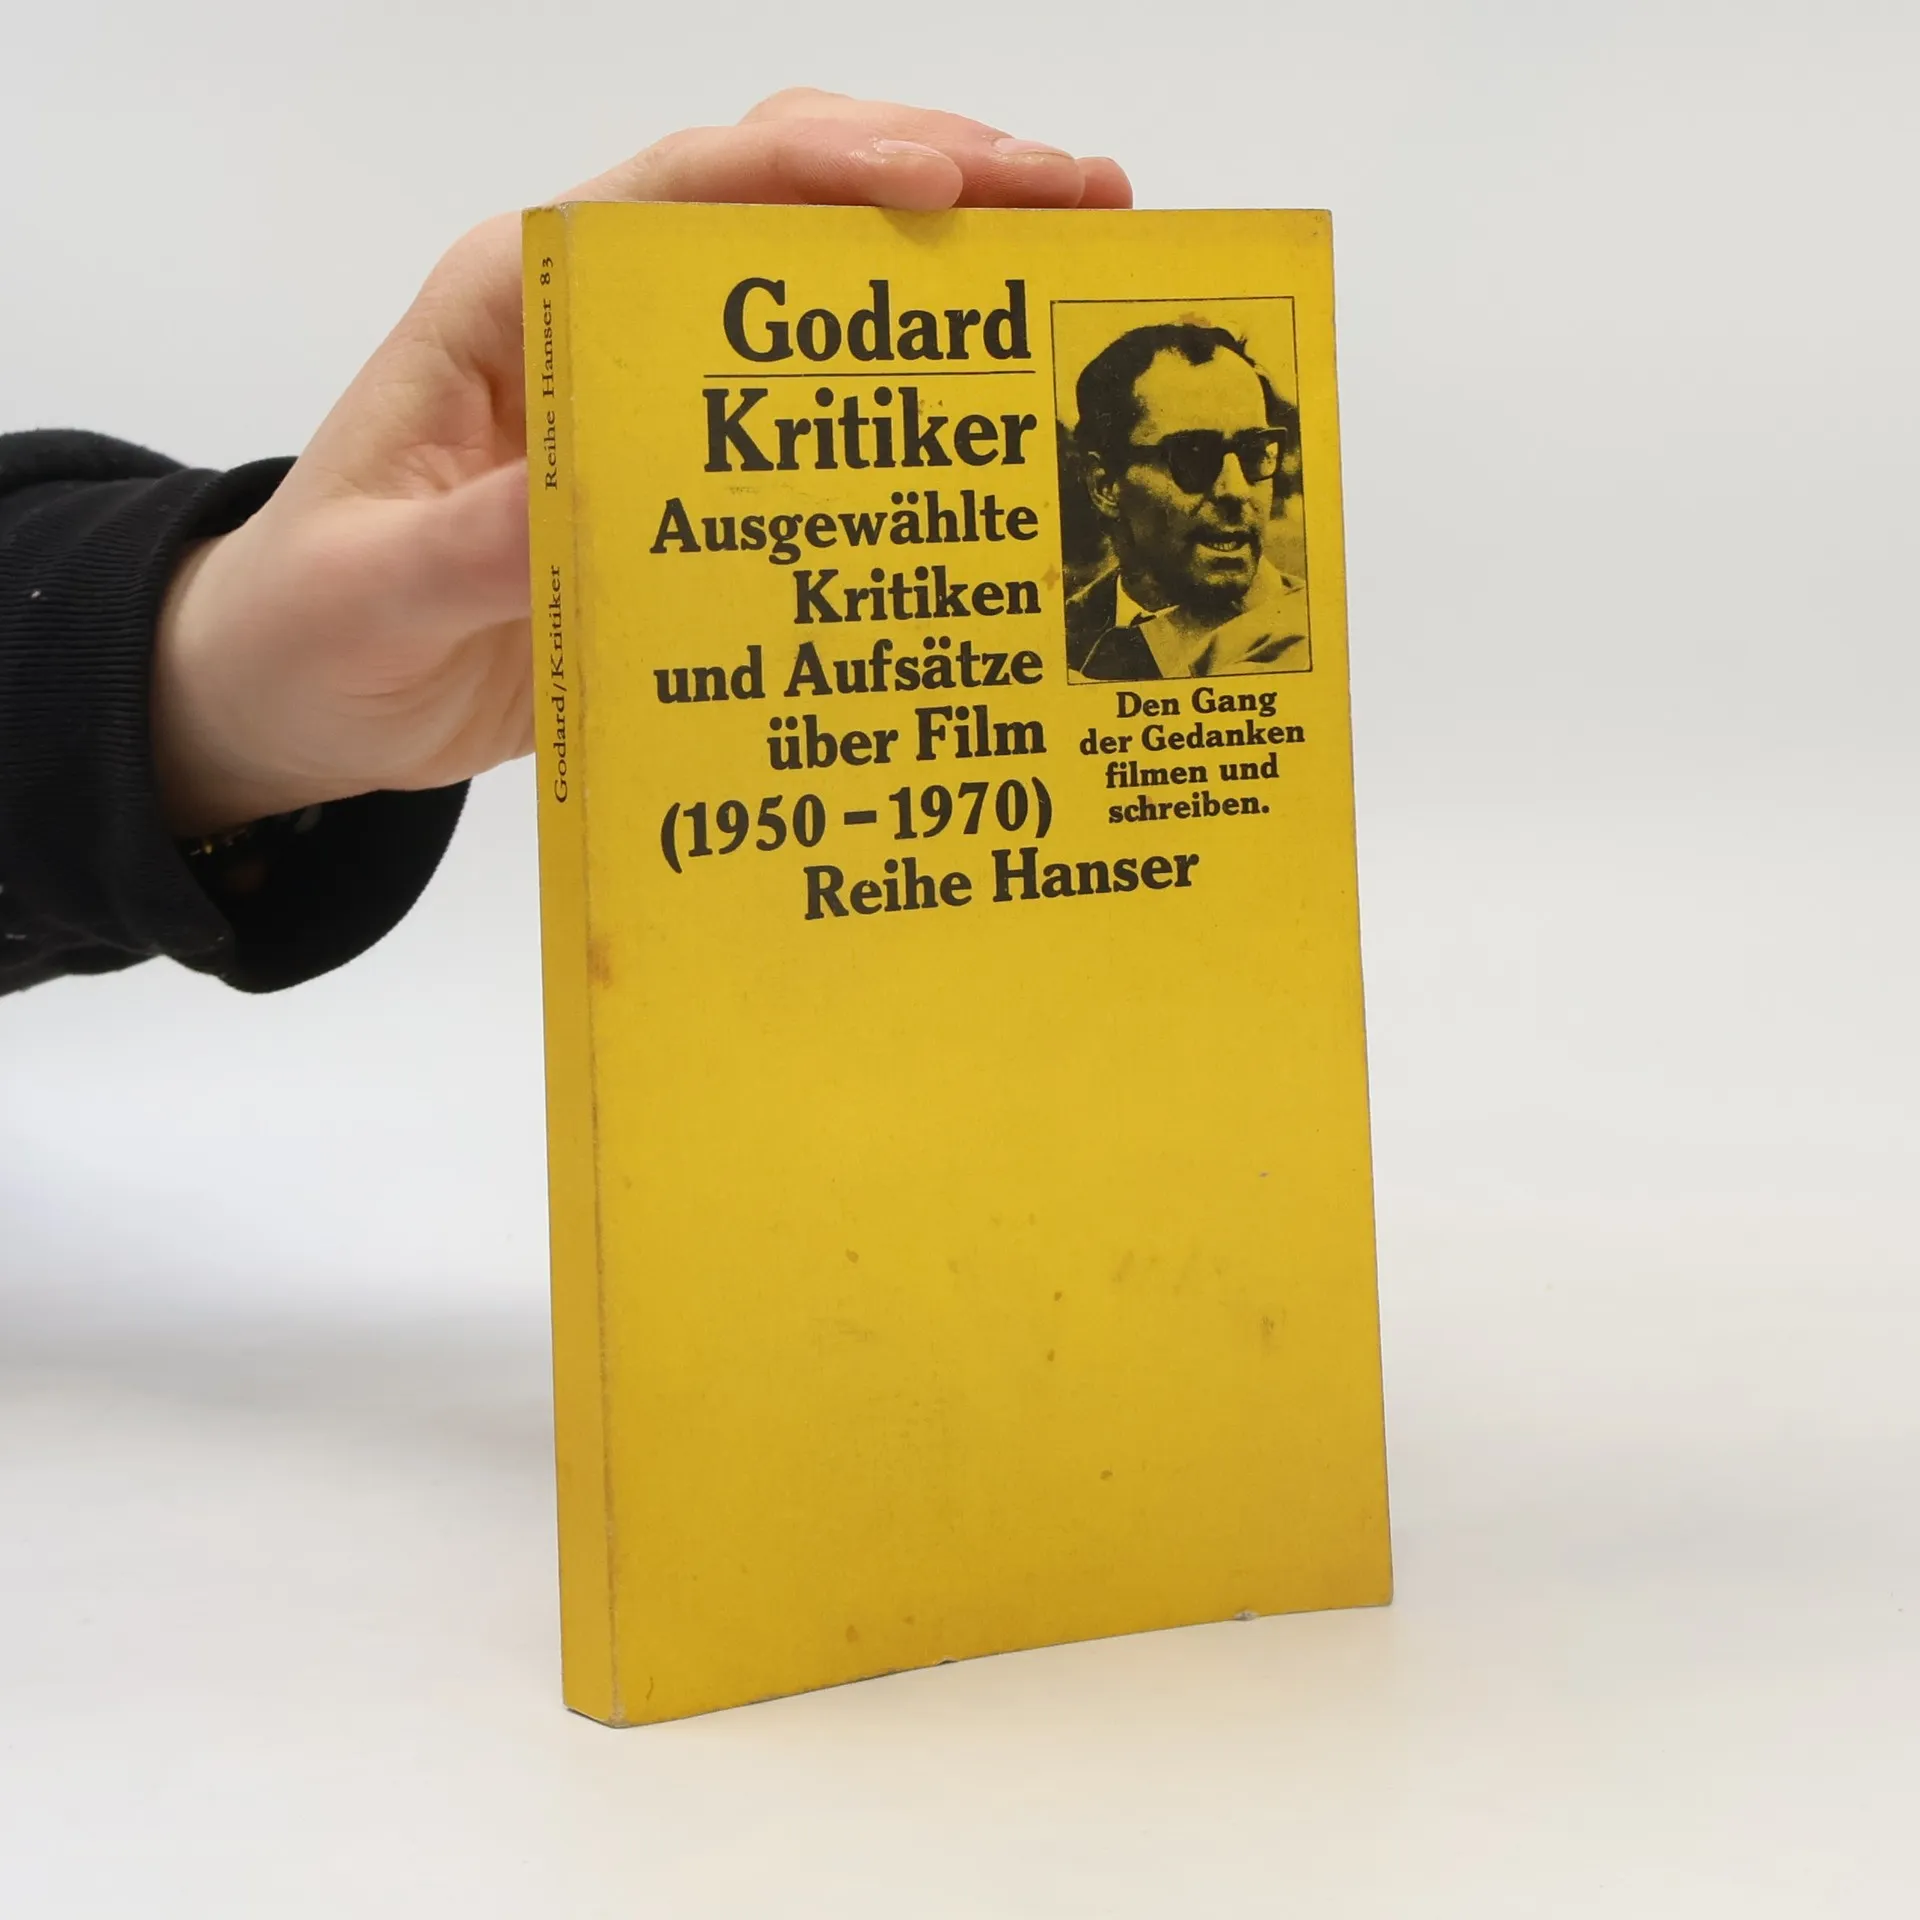 Godard
Kritiker
Ausgewählte
Kritiken
und Aufsätze
über Film
(1950 – 1970)
Reihe Hanser
Den Gang
der Gedanken
filmen und
schreiben.
Godard/Kritiker Reihe Hanser 83